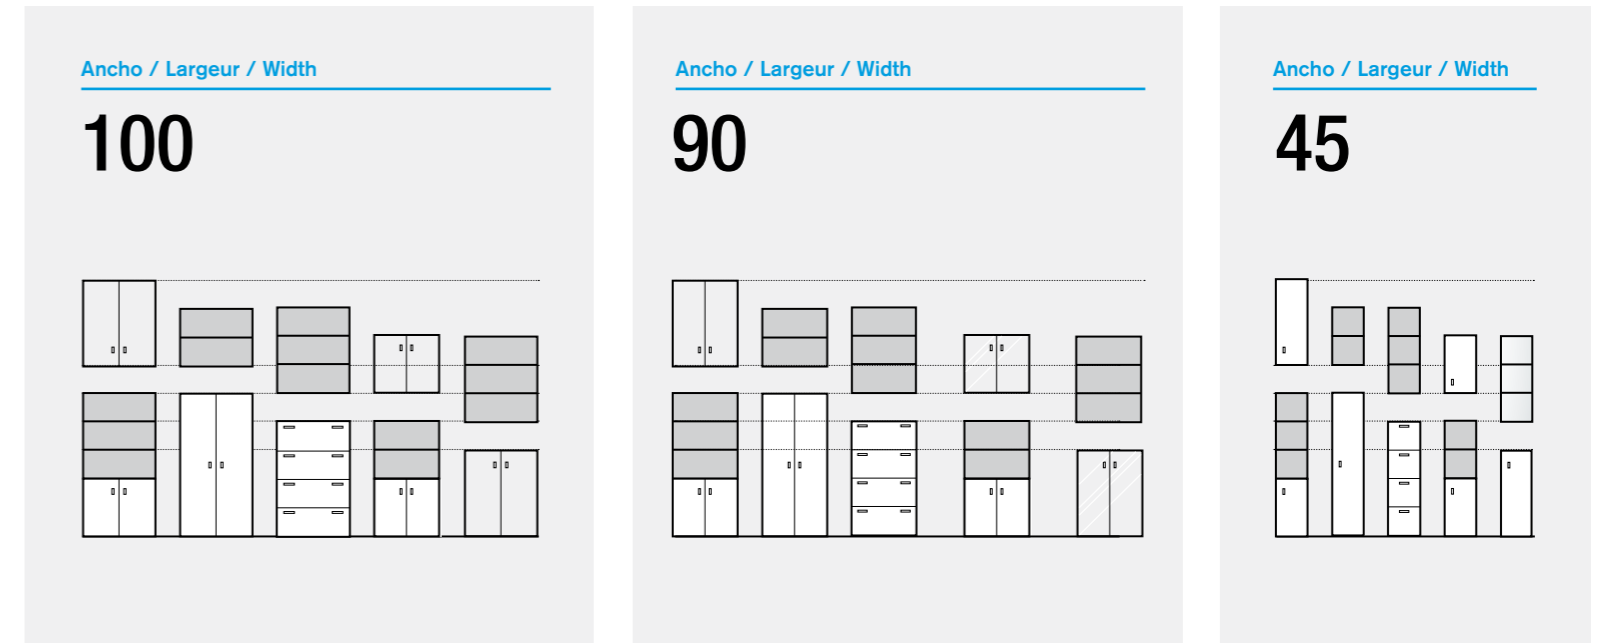 Ancho / Largeur / Width
100
Ancho / Largeur / Width
90
Ancho / Largeur / Width
45